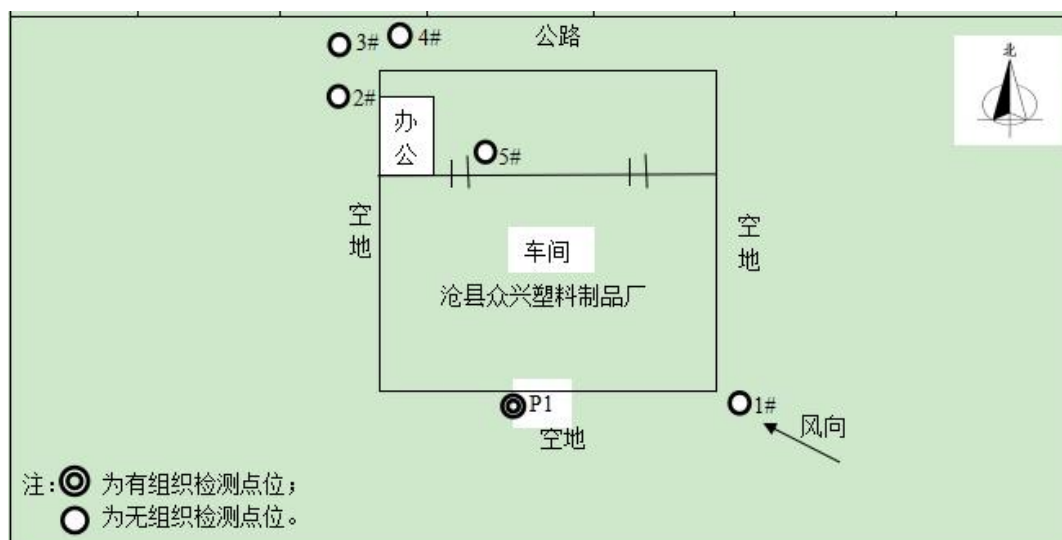 3#
4#
公路
北
2#
办
公
5#
空
地
空
地
车间
沧县众兴塑料制品厂
P1
1#
空地
风向
注:
为有组织检测点位；
为无组织检测点位。